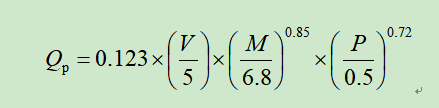 Qp = 0.123 × (V/5) × (M/6.8)^0.85 × (P/0.5)^0.72